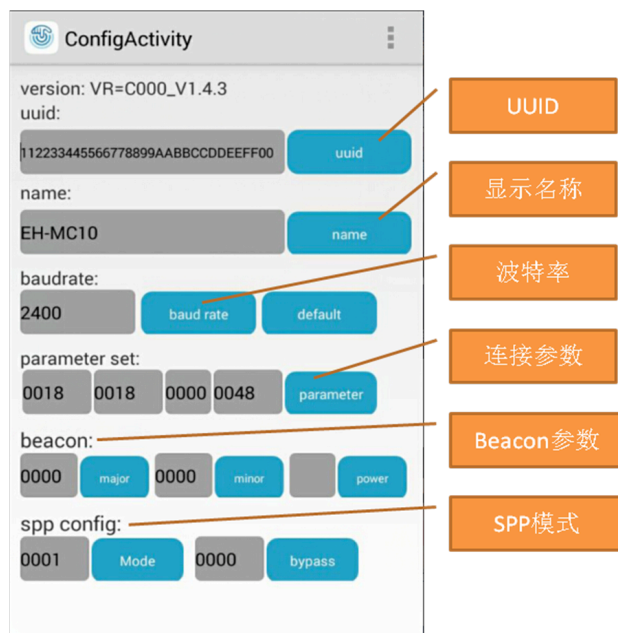 ConfigActivity
version: VR=C000_V1.4.3
uuid:
112233445566778899AABBCCDDEEFF00 uuid
name:
EH-MC10 name
baudrate:
2400 baud rate default
parameter set:
0018 0018 0000 0048 parameter
beacon:
0000 major 0000 minor power
spp config:
0001 Mode 0000 bypass
UUID
显示名称
波特率
连接参数
Beacon参数
SPP模式